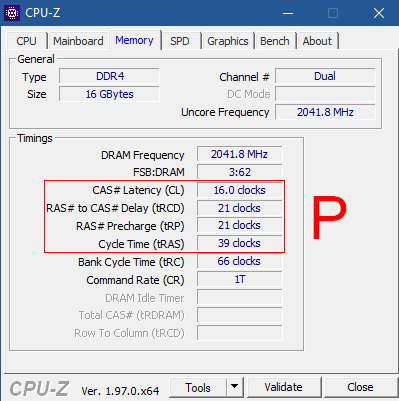 CPU-Z
CPU Mainboard Memory SPD Graphics Bench About
General
Type DDR4 Channel # Dual
Size 16 GBytes DC Mode
Uncore Frequency 2041.8 MHz
Timings
DRAM Frequency 2041.8 MHz
FSB:DRAM 3:62
CAS# Latency (CL) 16.0 clocks
RAS# to CAS# Delay (tRCD) 21 clocks
RAS# Precharge (tRP) 21 clocks
Cycle Time (tRAS) 39 clocks
P
Bank Cycle Time (tRC) 66 clocks
Command Rate (CR) 1T
DRAM Idle Timer
Total CAS# (tRDRAM)
Row To Column (tRCD)
CPU-Z Ver. 1.97.0.x64 Tools Validate Close